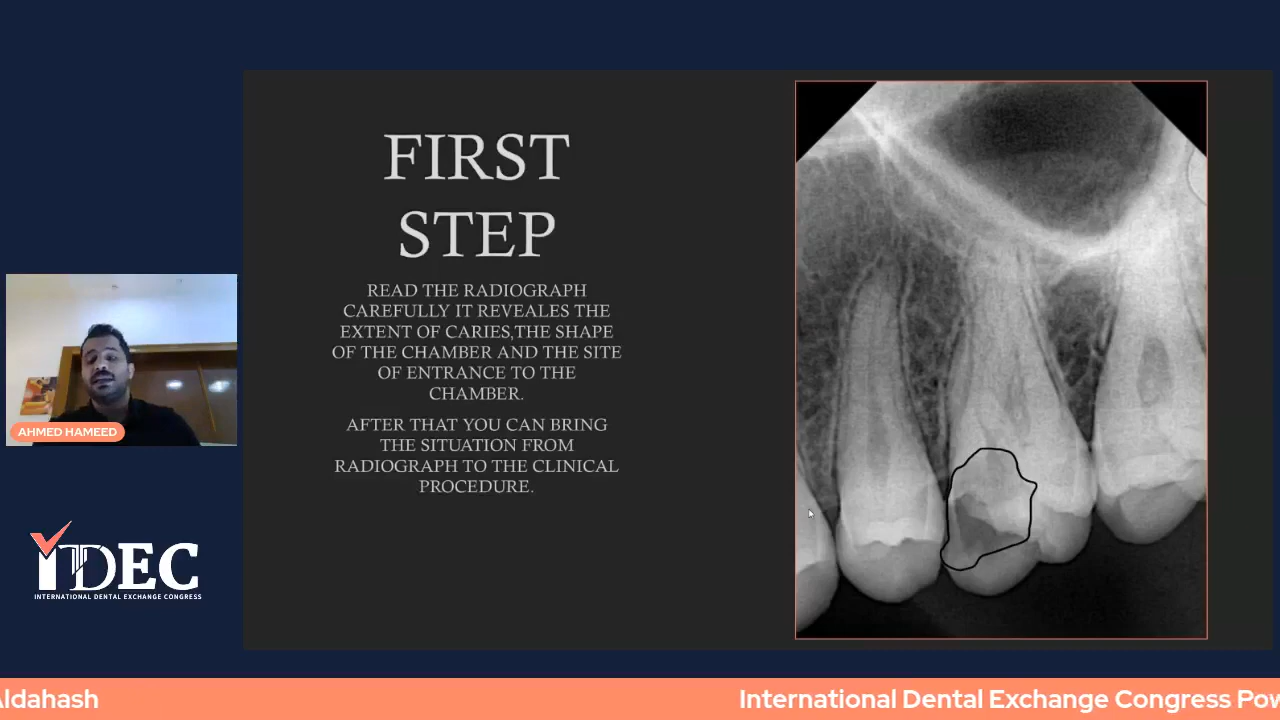 FIRST
STEP
READ THE RADIOGRAPH
CAREFULLY IT REVEALES THE
EXTENT OF CARIES,THE SHAPE
OF THE CHAMBER AND THE SITE
OF ENTRANCE TO THE
CHAMBER.
AFTER THAT YOU CAN BRING
THE SITUATION FROM
RADIOGRAPH TO THE CLINICAL
PROCEDURE.
AHMED HAMEED
IDEC
INTERNATIONAL DENTAL EXCHANGE CONGRESS
Aldahash
International Dental Exchange Congress Pow